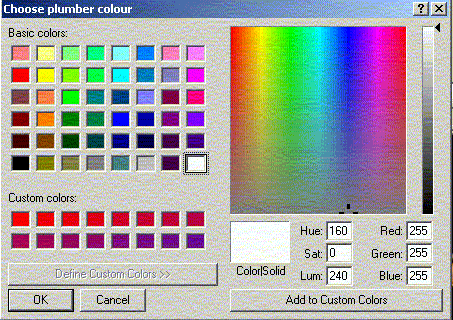 Choose plumber colour
Basic colors:
Custom colors:
Define Custom Colors >>
OK Cancel
Hue: 160 Red: 255
Sat: 0 Green: 255
Color|Solid Lum: 240 Blue: 255
Add to Custom Colors